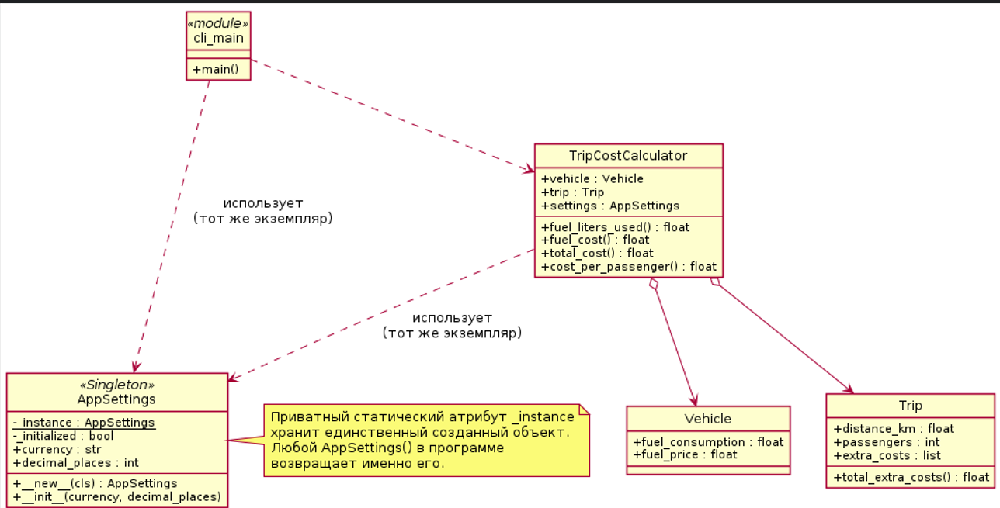 «module»
cli_main
+main()
TripCostCalculator
+vehicle : Vehicle
+trip : Trip
+settings : AppSettings
+fuel_liters_used() : float
+fuel_cost() : float
+total_cost() : float
+cost_per_passenger() : float
использует
(тот же экземпляр)
использует
(тот же экземпляр)
«Singleton»
AppSettings
-_instance : AppSettings
-_initialized : bool
+currency : str
+decimal_places : int
+__new__(cls) : AppSettings
+__init__(currency, decimal_places)
Приватный статический атрибут _instance
хранит единственный созданный объект.
Любой AppSettings() в программе
возвращает именно его.
Vehicle
+fuel_consumption : float
+fuel_price : float
Trip
+distance_km : float
+passengers : int
+extra_costs : list
+total_extra_costs() : float